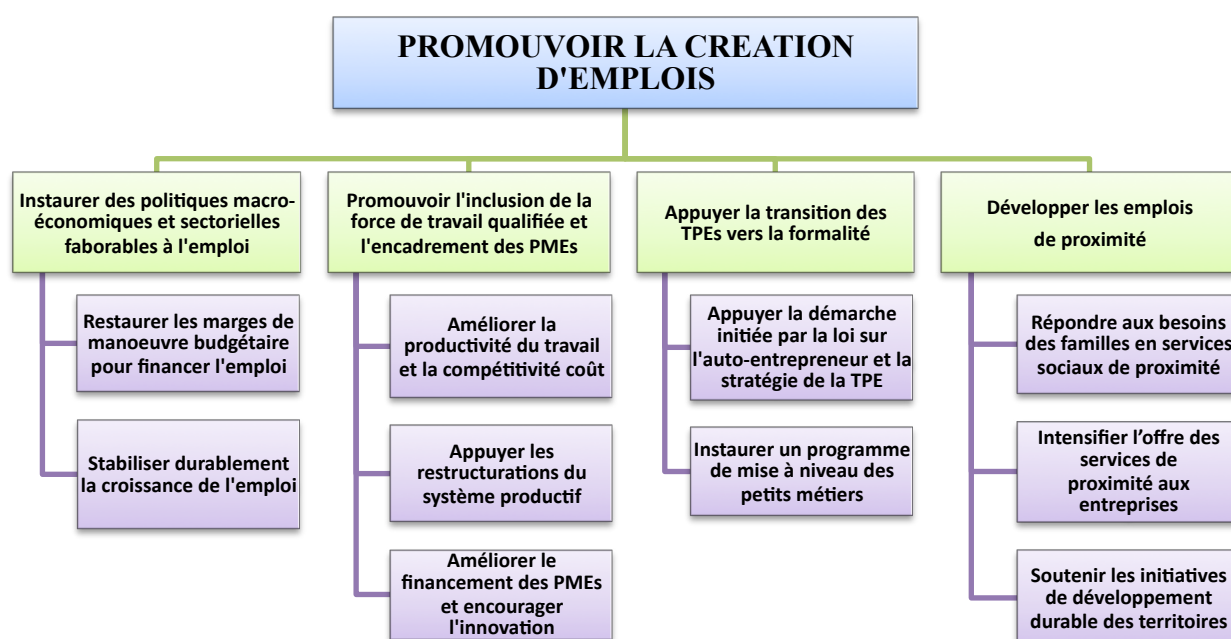 PROMOUVOIR LA CREATION
D'EMPLOIS
Instaurer des politiques macro-
économiques et sectorielles
faborables à l'emploi
Restaurer les marges de
manoeuvre budgétaire
pour financer l'emploi
Stabiliser durablement
la croissance de l'emploi
Promouvoir l'inclusion de la
force de travail qualifiée et
l'encadrement des PMEs
Améliorer la
productivité du travail
et la compétitivité coût
Appuyer les
restructurations du
système productif
Améliorer le
financement des PMEs
et encourager
l'innovation
Appuyer la transition des
TPEs vers la formalité
Appuyer la démarche
initiée par la loi sur
l'auto-entrepreneur et la
stratégie de la TPE
Instaurer un programme
de mise à niveau des
petits métiers
Développer les emplois
de proximité
Répondre aux besoins
des familles en services
sociaux de proximité
Intensifier l’offre des
services de
proximité aux
entreprises
Soutenir les initiatives
de développement
durable des territoires